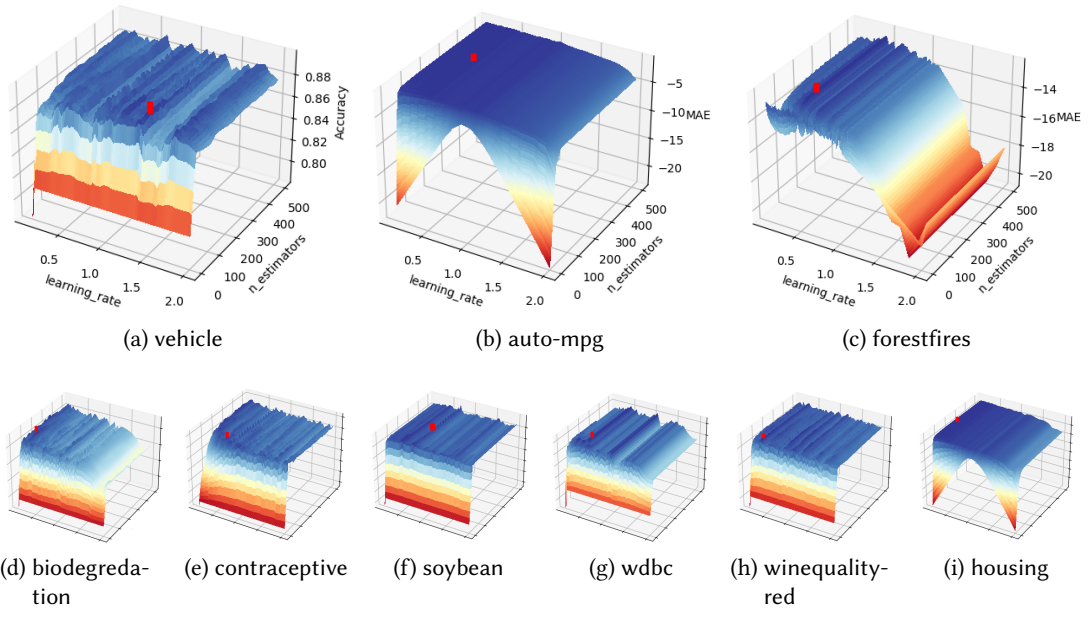 0.88
0.86
0.84
0.82
0.80
Accuracy
500
400
300
200
100
0
n_estimators
0.5
1.0
1.5
2.0
learning_rate
−5
−10
−15
−20
MAE
500
400
300
200
100
0
n_estimators
0.5
1.0
1.5
2.0
learning_rate
−14
−16
−18
−20
MAE
500
400
300
200
100
0
n_estimators
0.5
1.0
1.5
2.0
learning_rate
(a) vehicle
(b) auto-mpg
(c) forestfires
(d) biodegreda-
tion
(e) contraceptive
(f) soybean
(g) wdbc
(h) winequality-
red
(i) housing